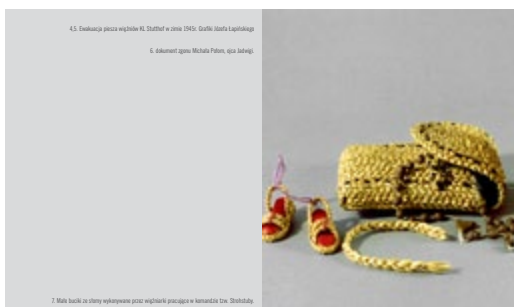 4,5. Ewakuacja piesza więźniów KL Stutthof w zimie 1945r. Grafiki Józefa Łapińskiego
6. dokument zgonu Michała Peters, ojca Jadwigi.
7. Małe buciki ze słomy wykonywane przez więźniarki pracujące w komandzie tzw. Strohstuby.